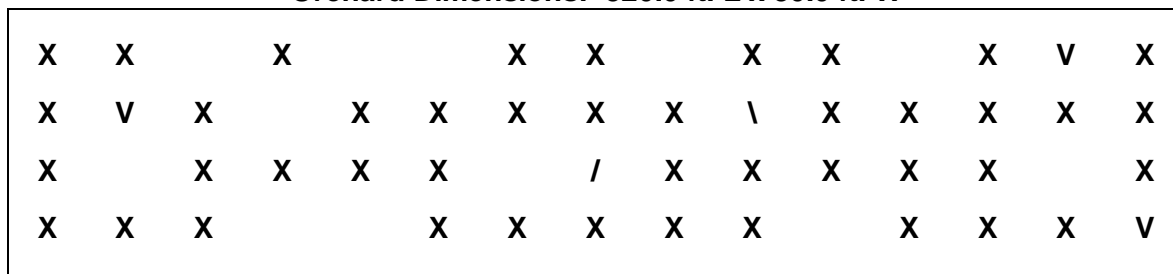 X X X X X X X X V X
X V X X X X X X \ X X X X X
X X X X X / X X X X X X
X X X X X X X X X X X V